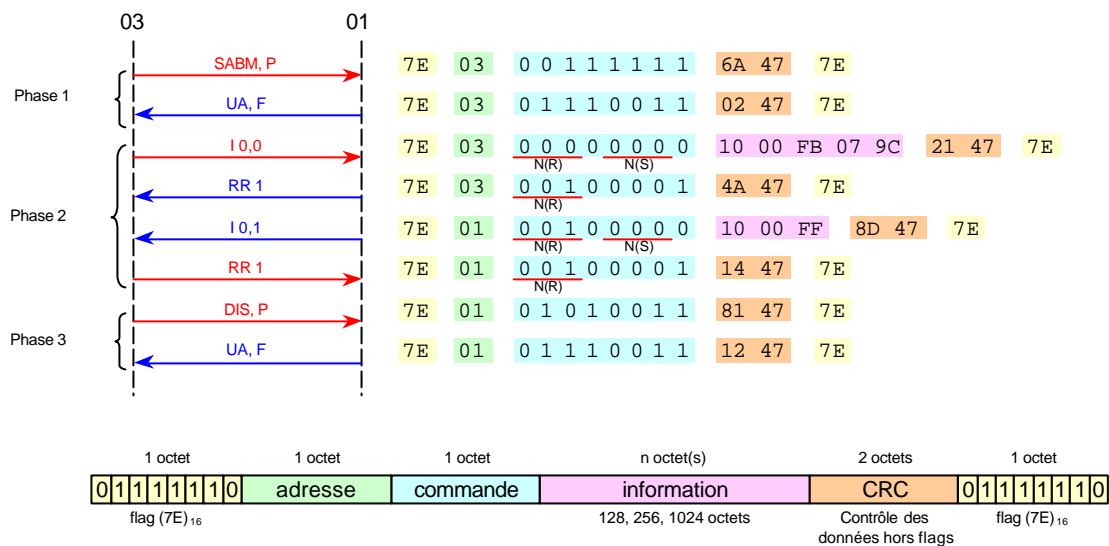 03 01
SABM, P 7E 03 0 0 1 1 1 1 1 1 6A 47 7E
Phase 1
UA, F 7E 03 0 1 1 1 0 0 1 1 02 47 7E
I 0,0 7E 03 0 0 0 0 0 0 0 0 10 00 FB 07 9C 21 47 7E
N(R) N(S)
RR 1 7E 03 0 0 1 0 0 0 0 1 4A 47 7E
N(R)
Phase 2
I 0,1 7E 01 0 0 1 0 0 0 0 0 10 00 FF 8D 47 7E
N(R) N(S)
RR 1 7E 01 0 0 1 0 0 0 0 1 14 47 7E
N(R)
DIS, P 7E 01 0 1 0 1 0 0 1 1 81 47 7E
Phase 3
UA, F 7E 01 0 1 1 1 0 0 1 1 12 47 7E
1 octet 1 octet 1 octet n octet(s) 2 octets 1 octet
0 1 1 1 1 1 1 0 adresse commande information CRC 0 1 1 1 1 1 1 0
flag (7E)16 128, 256, 1024 octets Contrôle des flag (7E)16
données hors flags